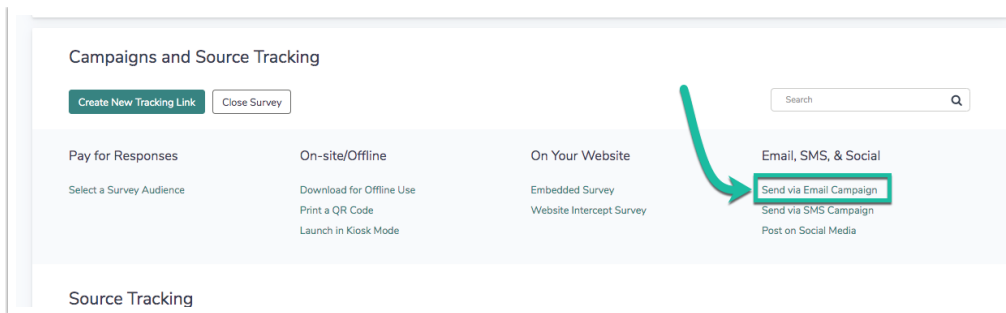 Campaigns and Source Tracking
Create New Tracking Link
Close Survey
Search
Pay for Responses
Select a Survey Audience
On-site/Offline
Download for Offline Use
Print a QR Code
Launch in Kiosk Mode
On Your Website
Embedded Survey
Website Intercept Survey
Email, SMS, & Social
Send via Email Campaign
Send via SMS Campaign
Post on Social Media
Source Tracking